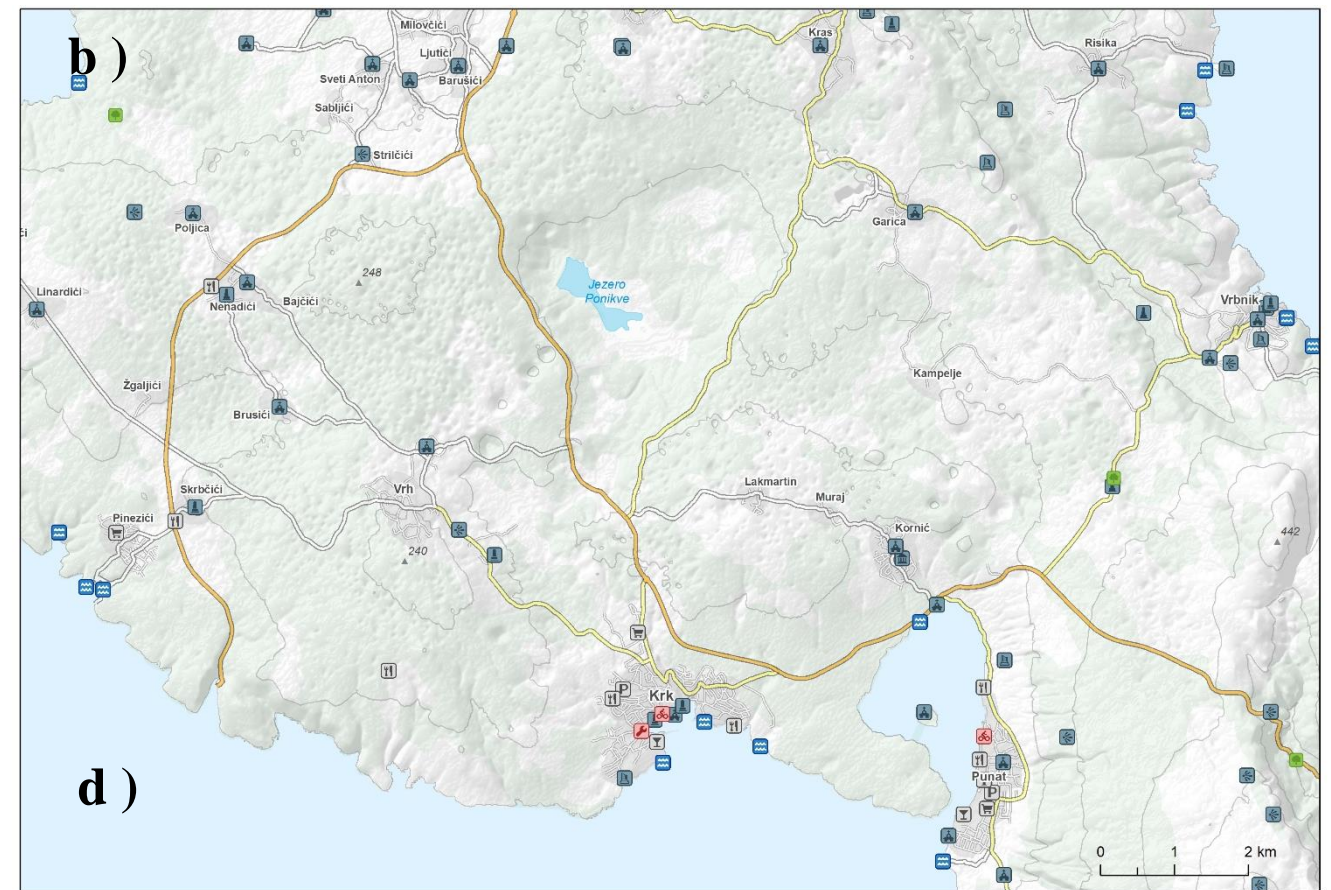 b )
Milovčići
Ljutići
Sveti Anton
Barušići
Sabljići
Strilčići
Kras
Risika
Poljica
Garica
248
Jezero
Ponikve
Linardići
Nenadići
Bajčići
Vrbnik
Žgaljići
Kampelje
Brusići
Skrbčići
Vrh
Lakmartin
Muraj
Pinezići
Kornić
240
442
P
Krk
d )
Punat
P
0 1 2 km